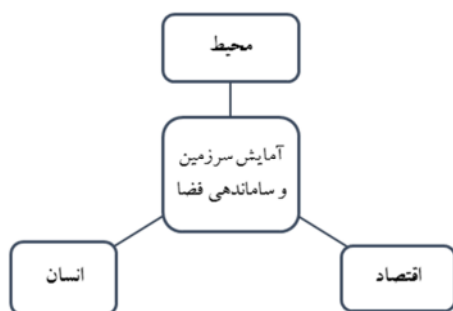 محیط
آمایش سرزمین
و ساماندهی فضا
اقتصاد
انسان